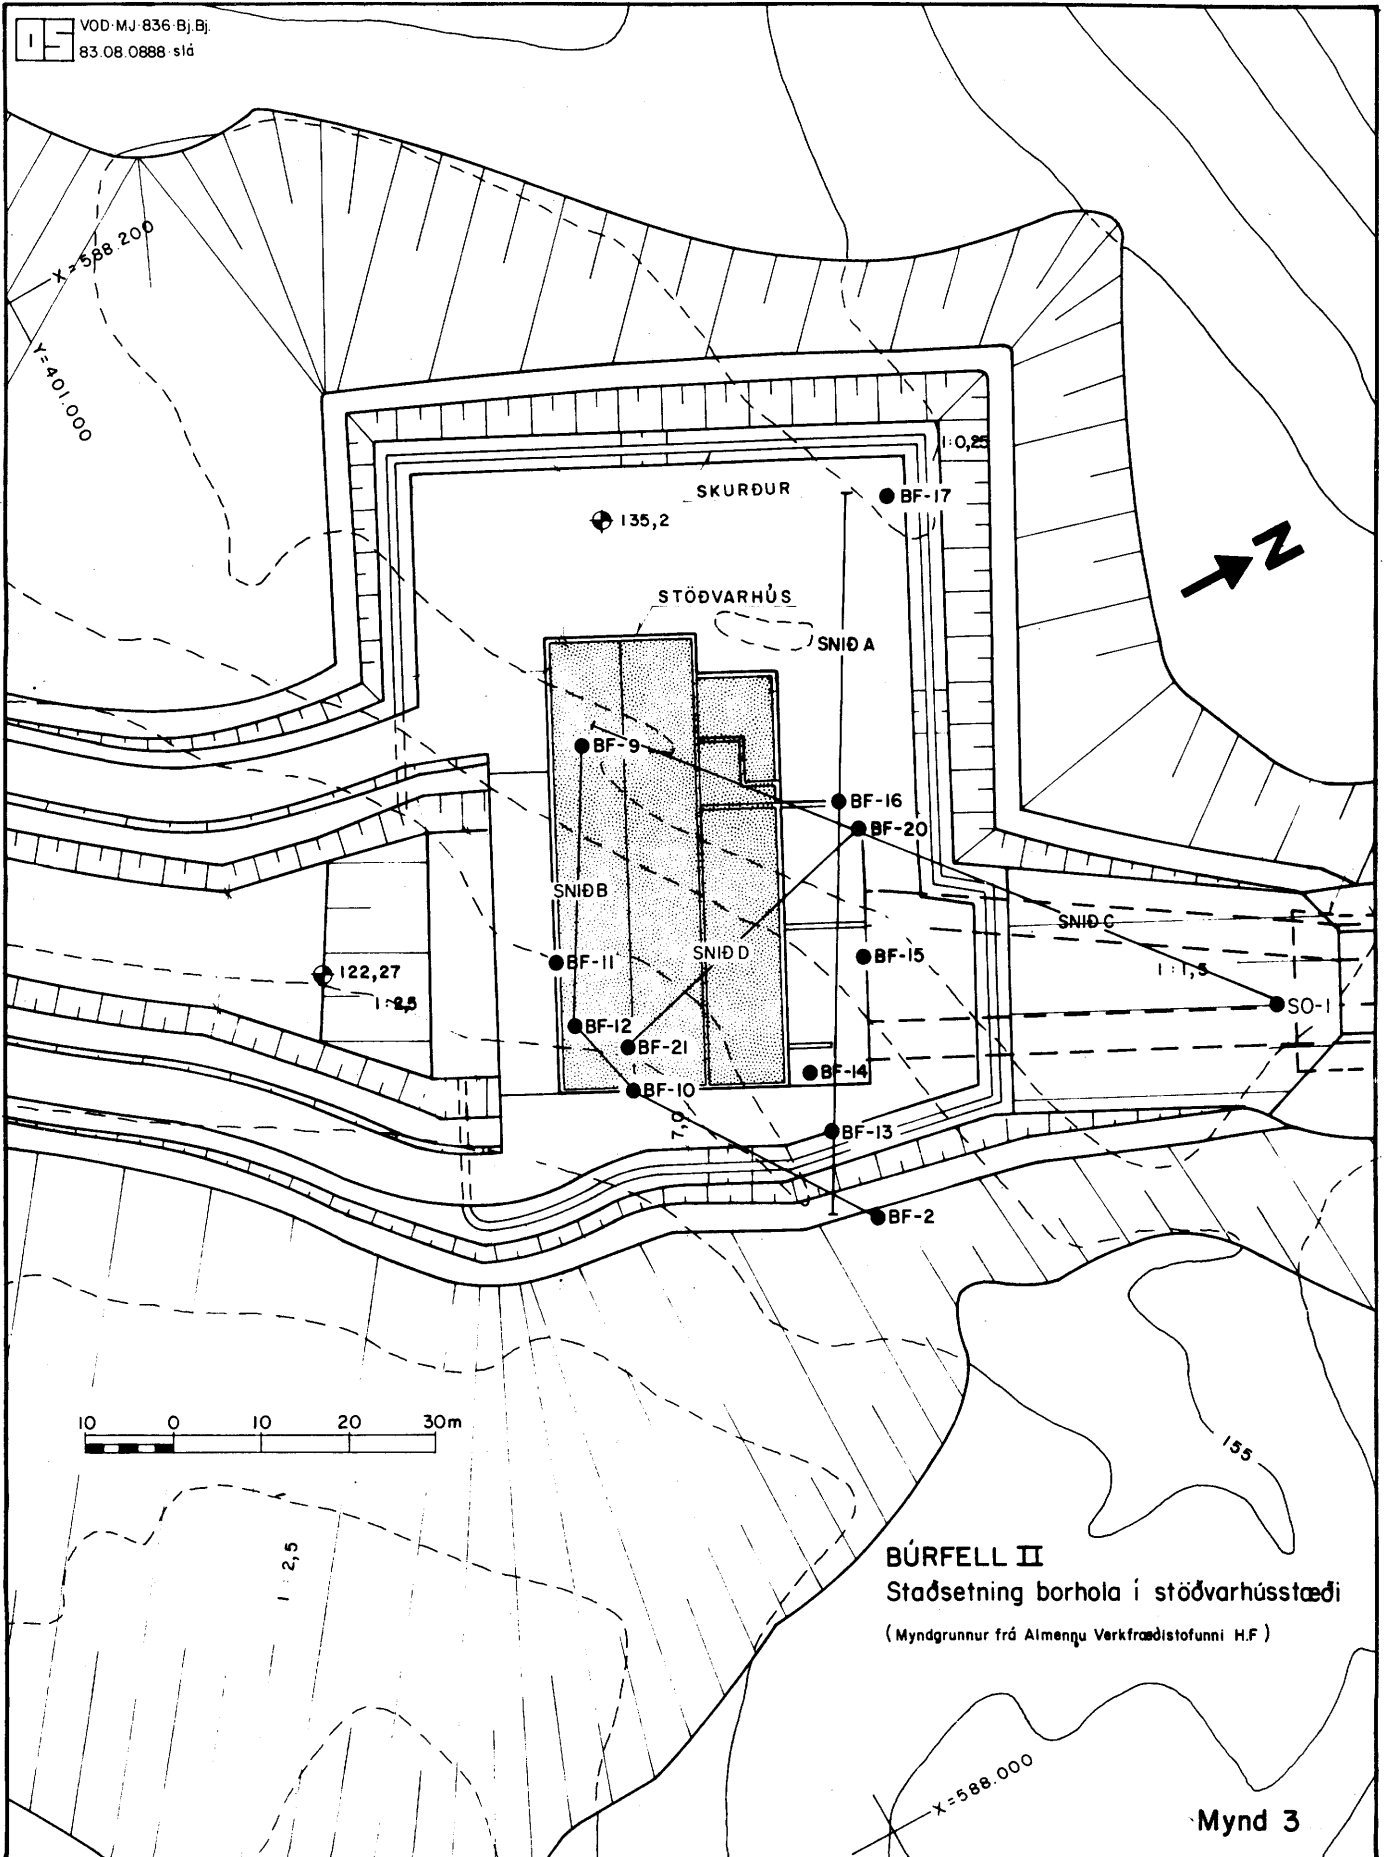 OS
VOD·MJ·836·Bj.Bj.
83.08.0888·slá
X=588.200
Y=401.000
1:0,25
SKURÐUR
BF-17
135,2
STÖÐVARHÚS
SNIÐ A
BF-9
BF-16
BF-20
SNIÐ B
SNIÐ C
SNIÐ D
BF-15
BF-11
122,27
1:2,5
1:1,5
SO-1
BF-12
BF-21
BF-14
BF-10
7,0
BF-13
BF-2
10 0 10 20 30m
155
1:2,5
BÚRFELL II
Staðsetning borhola í stöðvarhússtæði
(Myndgrunnur frá Almennu Verkfræðistofunni H.F)
X=588.000
Mynd 3
N